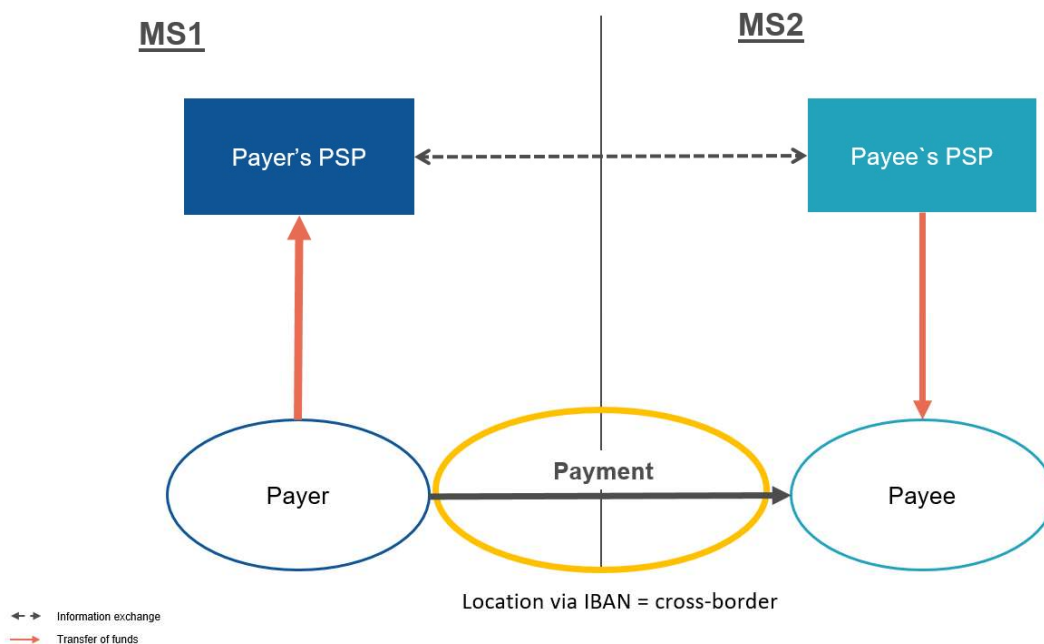 MS1
MS2
Payer’s PSP
Payee`s PSP
Payment
Payer
Payee
Location via IBAN = cross-border
Information exchange
Transfer of funds